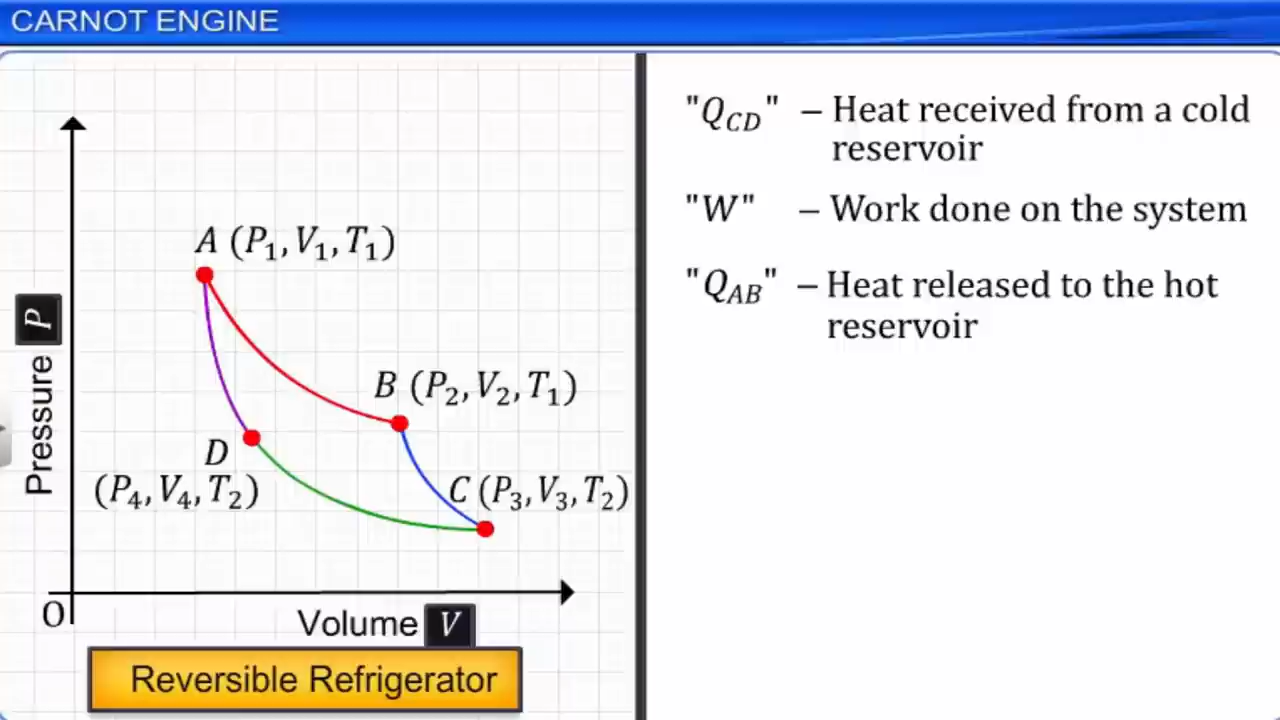 CARNOT ENGINE
"Q_CD" – Heat received from a cold
reservoir
"W" – Work done on the system
"Q_AB" – Heat released to the hot
reservoir
A (P₁, V₁, T₁)
B (P₂, V₂, T₁)
D
(P₄, V₄, T₂)
C (P₃, V₃, T₂)
Pressure P
O
Volume V
Reversible Refrigerator